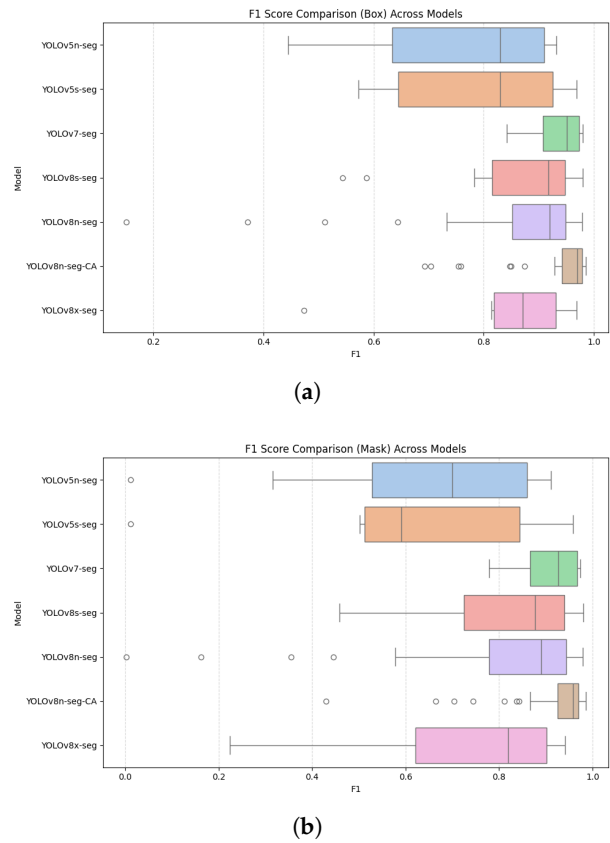 F1 Score Comparison (Box) Across Models
YOLOv5n-seg
YOLOv5s-seg
YOLOv7-seg
YOLOv8s-seg
YOLOv8n-seg
YOLOv8n-seg-CA
YOLOv8x-seg
Model
0.2 0.4 0.6 0.8 1.0
F1
(a)
F1 Score Comparison (Mask) Across Models
YOLOv5n-seg
YOLOv5s-seg
YOLOv7-seg
YOLOv8s-seg
YOLOv8n-seg
YOLOv8n-seg-CA
YOLOv8x-seg
Model
0.0 0.2 0.4 0.6 0.8 1.0
F1
(b)